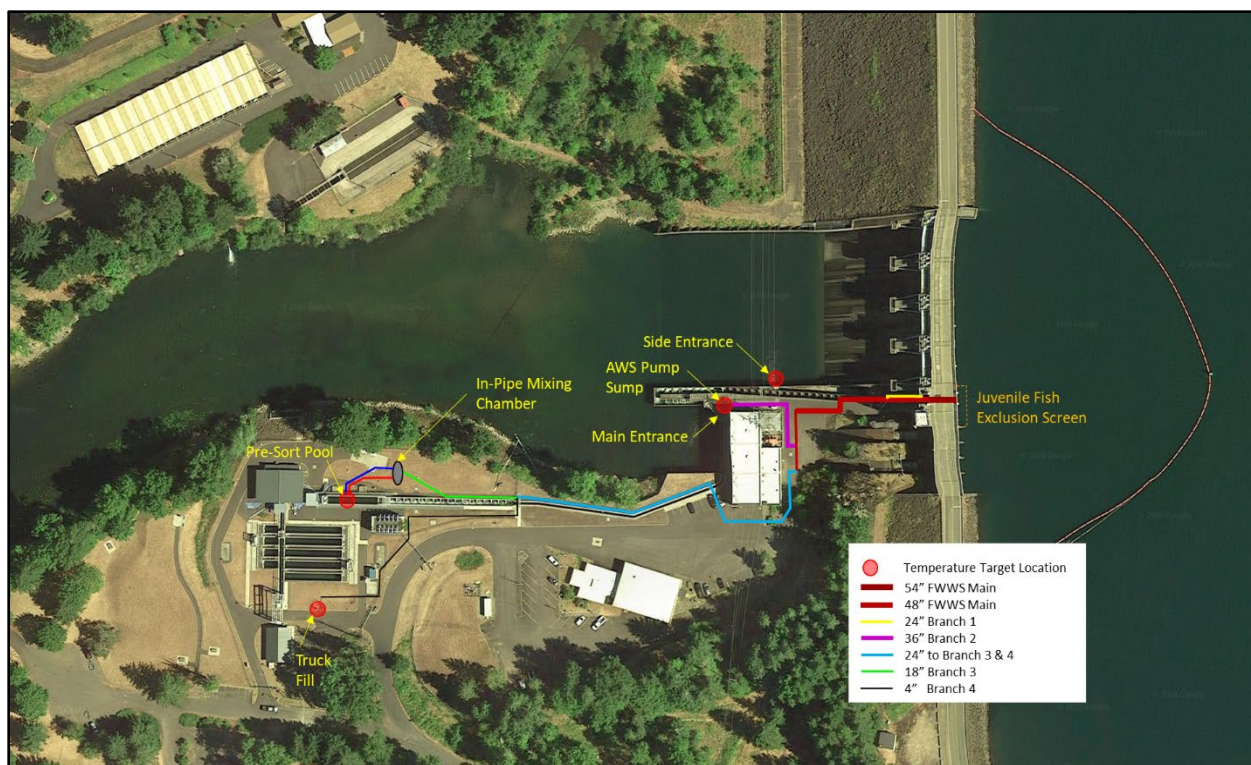 Side Entrance
AWS Pump
Sump
In-Pipe Mixing
Chamber
Juvenile Fish
Exclusion Screen
Main Entrance
Pre-Sort Pool
Truck
Fill
Temperature Target Location
54” FWWS Main
48” FWWS Main
24” Branch 1
36” Branch 2
24” to Branch 3 & 4
18” Branch 3
4” Branch 4